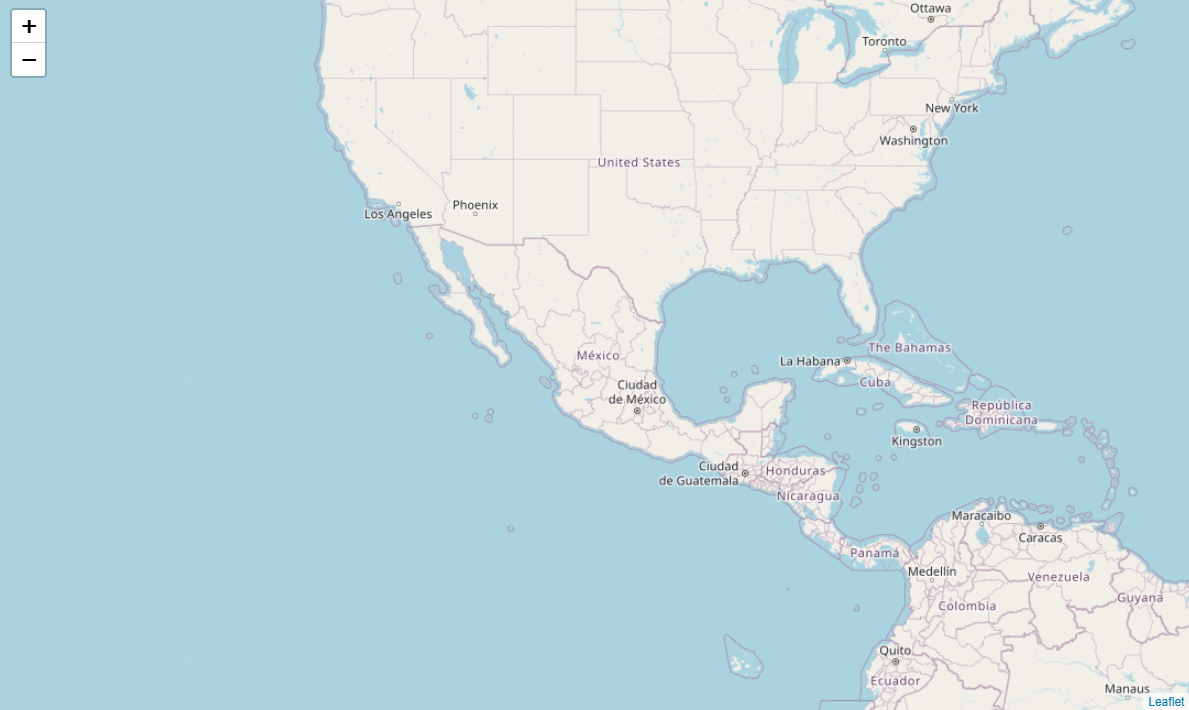 +
−
Ottawa
Toronto
New York
Washington
United States
Los Angeles
Phoenix
The Bahamas
México
La Habana
Cuba
Ciudad
de México
República
Dominicana
Kingston
Ciudad
de Guatemala
Honduras
Nicaragua
Maracaibo
Caracas
Panamá
Medellín
Venezuela
Guyana
Colombia
Quito
Ecuador
Manaus
Leaflet